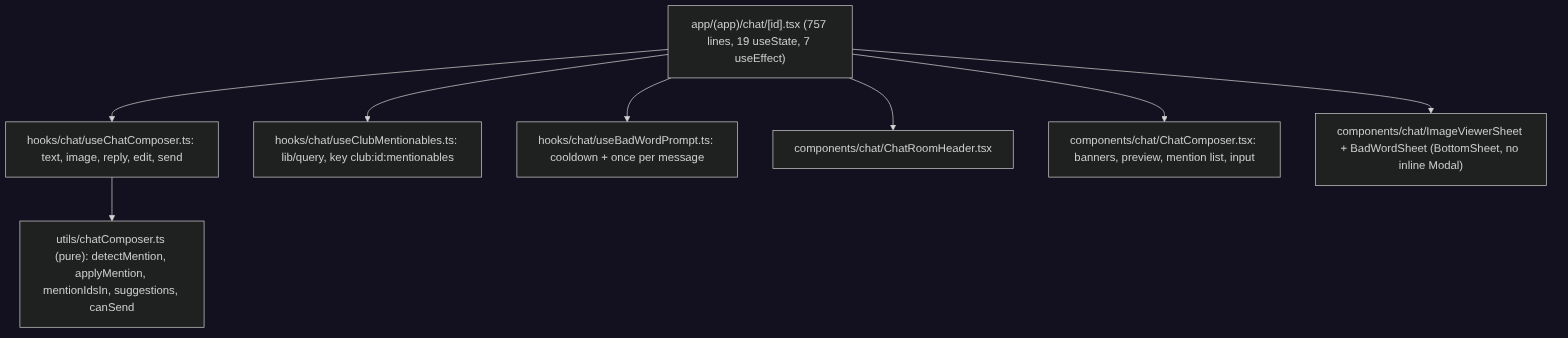 app/(app)/chat/[id].tsx (757
lines, 19 useState, 7
useEffect)
hooks/chat/useChatComposer.ts:
text, image, reply, edit, send
hooks/chat/useClubMentionables.ts:
lib/query, key club:id:mentionables
hooks/chat/useBadWordPrompt.ts:
cooldown + once per message
components/chat/ChatRoomHeader.tsx
components/chat/ChatComposer.tsx:
banners, preview, mention list, input
components/chat/ImageViewerSheet
+ BadWordSheet (BottomSheet, no
inline Modal)
utils/chatComposer.ts
(pure): detectMention,
applyMention,
mentionIdsIn, suggestions,
canSend